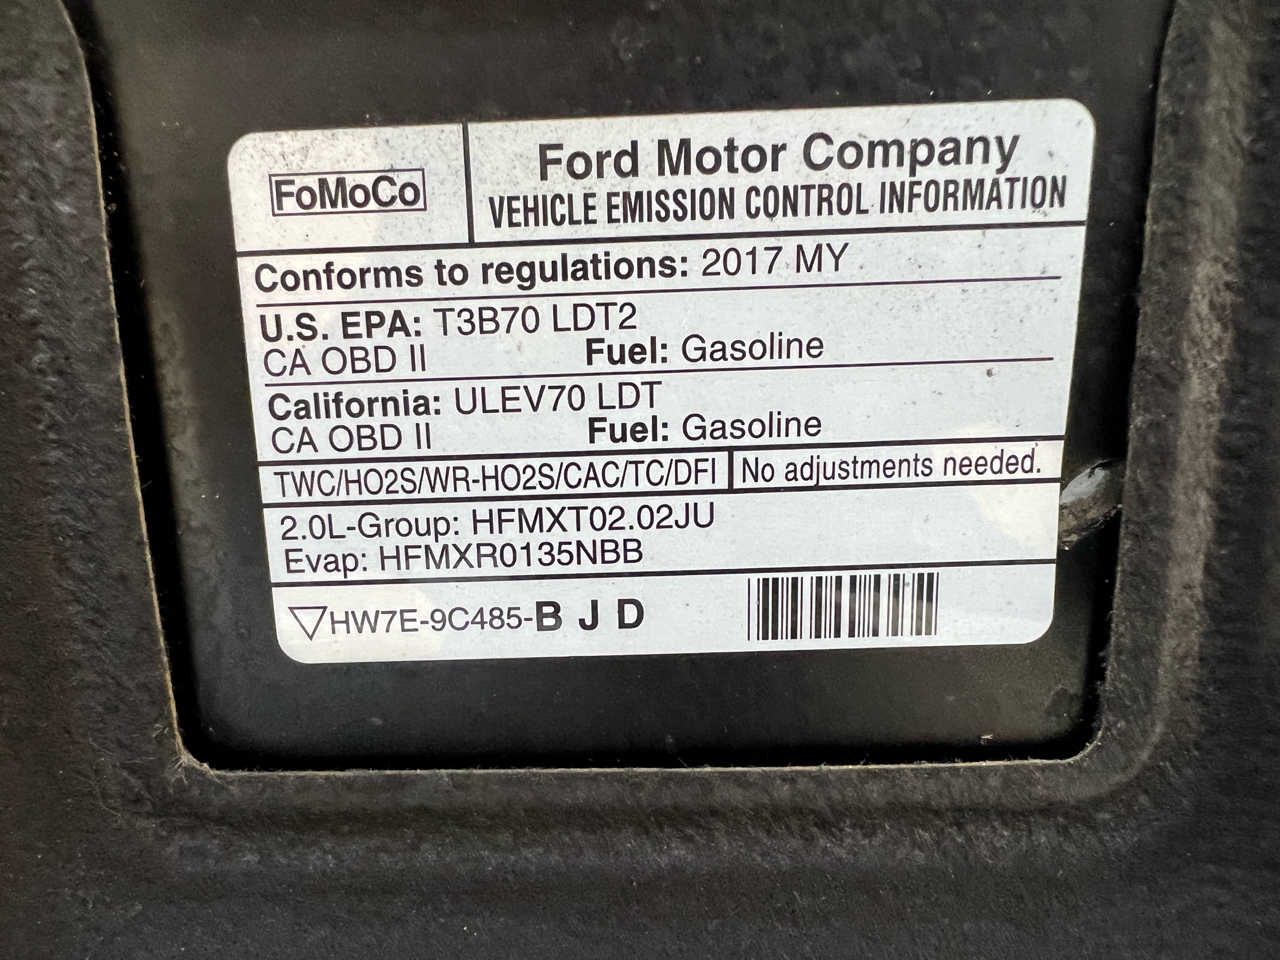 FoMoCo
Ford Motor Company
VEHICLE EMISSION CONTROL INFORMATION
Conforms to regulations: 2017 MY
U.S. EPA: T3B70 LDT2
CA OBD II Fuel: Gasoline
California: ULEV70 LDT
CA OBD II Fuel: Gasoline
TWC/HO2S/WR-HO2S/CAC/TC/DFI No adjustments needed.
2.0L-Group: HFMXT02.02JU
Evap: HFMXR0135NBB
▽HW7E-9C485-B J D